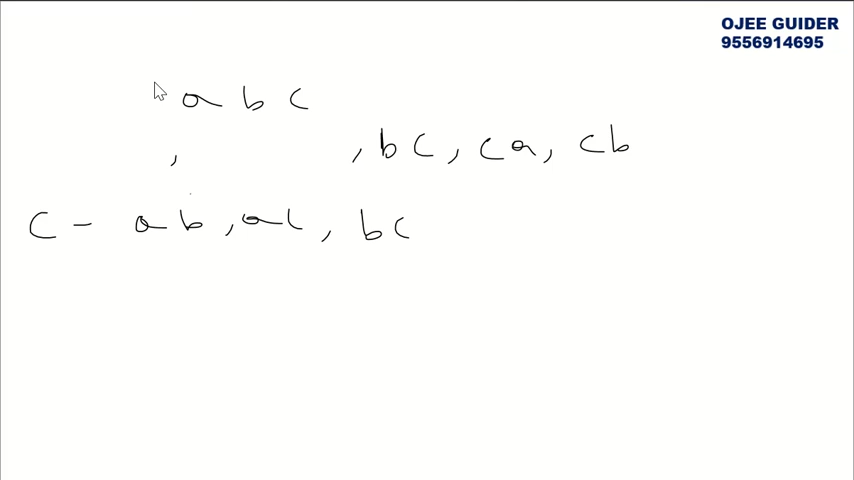 OJEE GUIDER
9556914695
a b c
, , bc, ca, cb
c - ab, ac, bc